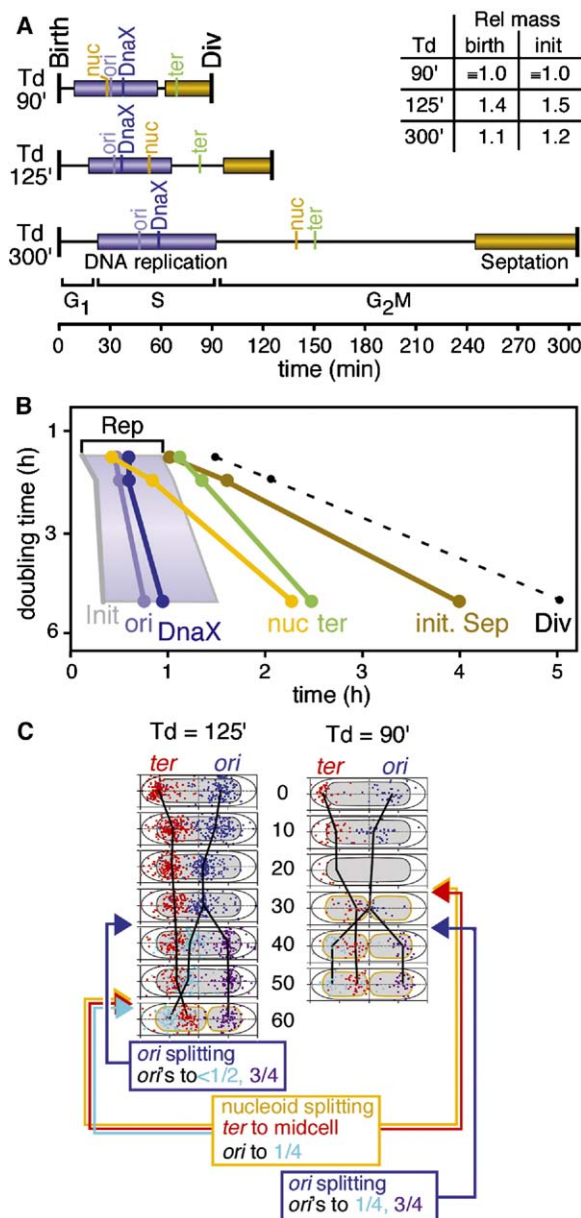 A
Birth
nuc
ori
DnaX
ter
Div
Td
90'
Rel mass
Td birth init
90' ≡1.0 ≡1.0
125' 1.4 1.5
300' 1.1 1.2
ori
DnaX
nuc
ter
Td
125'
ori
DnaX
nuc
ter
Td
300'
DNA replication
Septation
G1 S G2M
0 30 60 90 120 150 180 210 240 270 300
time (min)
B
doubling time (h)
1
3
6
Rep
Init ori DnaX nuc ter init. Sep Div
0 1 2 3 4 5
time (h)
C
Td = 125' Td = 90'
ter ori ter ori
0
10
20
30
40
50
60
ori splitting
ori's to <1/2, 3/4
nucleoid splitting
ter to midcell
ori to 1/4
ori splitting
ori's to 1/4, 3/4